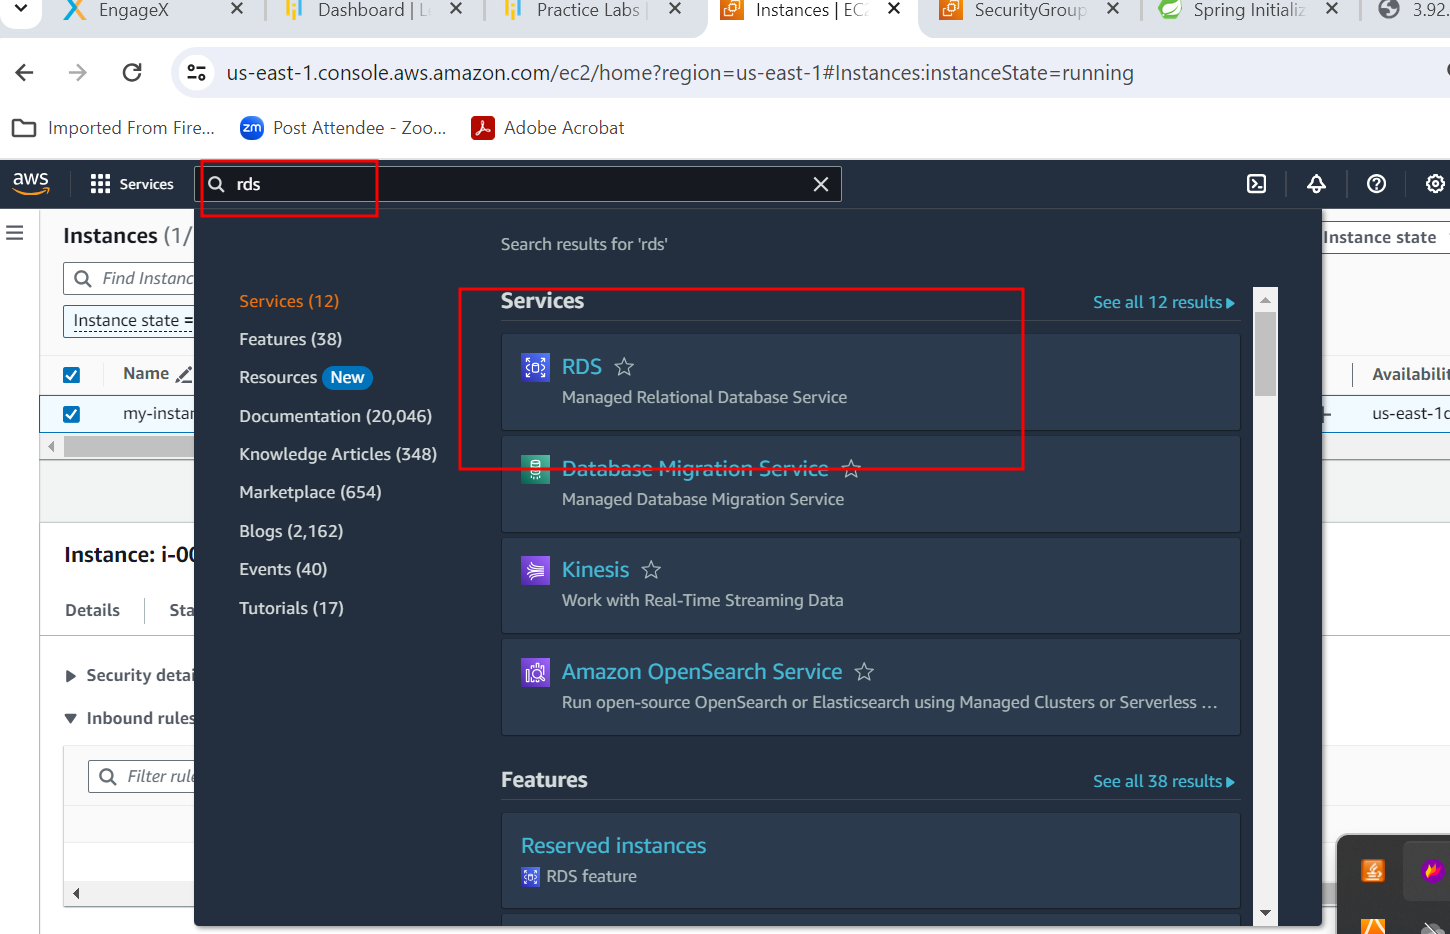 EngageX
Dashboard | L
Practice Labs
Instances | EC2
SecurityGroup
Spring Initializ
3.92.
us-east-1.console.aws.amazon.com/ec2/home?region=us-east-1#Instances:instanceState=running
Imported From Fire...
zm
Post Attendee - Zoo...
Adobe Acrobat
aws
Services
rds
Instances (1/
Find Instanc
Instance state =
Name
my-instan
Instance state
Availabilit
us-east-1c
Search results for 'rds'
Services (12)
Features (38)
Resources New
Documentation (20,046)
Knowledge Articles (348)
Marketplace (654)
Blogs (2,162)
Events (40)
Tutorials (17)
Services
See all 12 results
RDS
Managed Relational Database Service
Database Migration Service
Managed Database Migration Service
Kinesis
Work with Real-Time Streaming Data
Amazon OpenSearch Service
Run open-source OpenSearch or Elasticsearch using Managed Clusters or Serverless ...
Features
See all 38 results
Reserved instances
RDS feature
Instance: i-00
Details
Sta
Security detai
Inbound rules
Filter rule